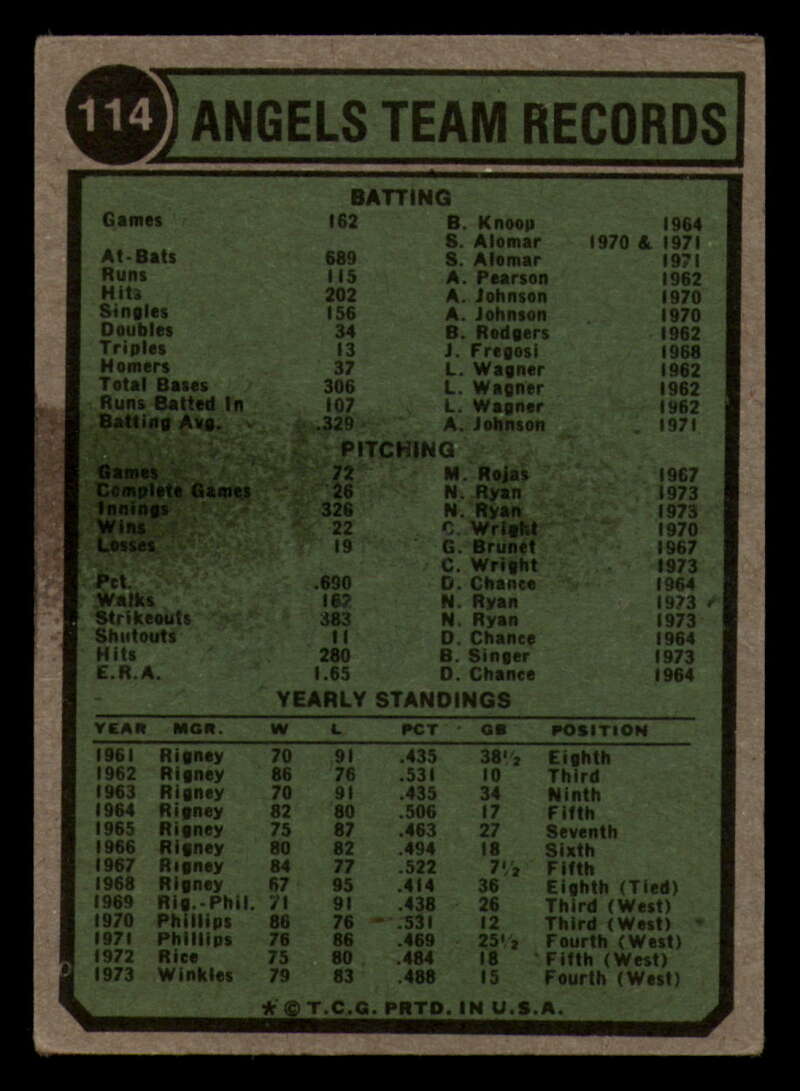 114 ANGELS TEAM RECORDS
BATTING
Games 162 B. Knoop 1964
S. Alomar 1970 & 1971
At-Bats 689 S. Alomar 1971
Runs 115 A. Pearson 1962
Hits 202 A. Johnson 1970
Singles 156 A. Johnson 1970
Doubles 34 B. Rodgers 1962
Triples 13 J. Fregosi 1968
Homers 37 L. Wagner 1962
Total Bases 306 L. Wagner 1962
Runs Batted In 107 L. Wagner 1962
Batting Avg. .329 A. Johnson 1971
PITCHING
Games 72 M. Rojas 1967
Complete Games 26 N. Ryan 1973
Innings 326 N. Ryan 1973
Wins 22 C. Wright 1970
Losses 19 G. Brunet 1967
C. Wright 1973
Pct. .690 D. Chance 1964
Walks 162 N. Ryan 1973
Strikeouts 383 N. Ryan 1973
Shutouts 11 D. Chance 1964
Hits 280 B. Singer 1973
E.R.A. 1.65 D. Chance 1964
YEARLY STANDINGS
YEAR MGR. W L PCT GB POSITION
1961 Rigney 70 91 .435 38½ Eighth
1962 Rigney 86 76 .531 10 Third
1963 Rigney 70 91 .435 34 Ninth
1964 Rigney 82 80 .506 17 Fifth
1965 Rigney 75 87 .463 27 Seventh
1966 Rigney 80 82 .494 18 Sixth
1967 Rigney 84 77 .522 7½ Fifth
1968 Rigney 67 95 .414 36 Eighth (Tied)
1969 Rig.-Phil. 71 91 .438 26 Third (West)
1970 Phillips 86 76 .531 12 Third (West)
1971 Phillips 76 86 .469 25½ Fourth (West)
1972 Rice 75 80 .484 18 Fifth (West)
1973 Winkles 79 83 .488 15 Fourth (West)
* © T.C.G. PRTD. IN U.S.A.